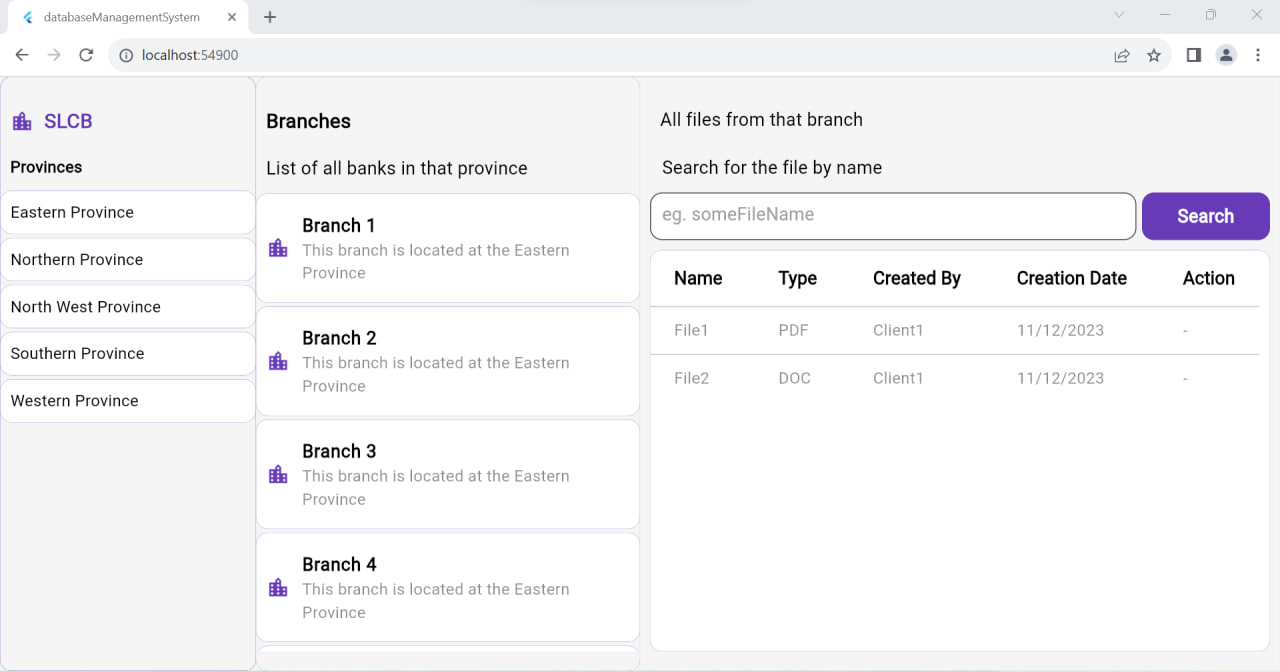 databaseManagementSystem
localhost:54900
SLCB
Provinces
Eastern Province
Northern Province
North West Province
Southern Province
Western Province
Branches
List of all banks in that province
Branch 1
This branch is located at the Eastern
Province
Branch 2
This branch is located at the Eastern
Province
Branch 3
This branch is located at the Eastern
Province
Branch 4
This branch is located at the Eastern
Province
All files from that branch
Search for the file by name
eg. someFileName
Search
Name Type Created By Creation Date Action
File1 PDF Client1 11/12/2023 -
File2 DOC Client1 11/12/2023 -